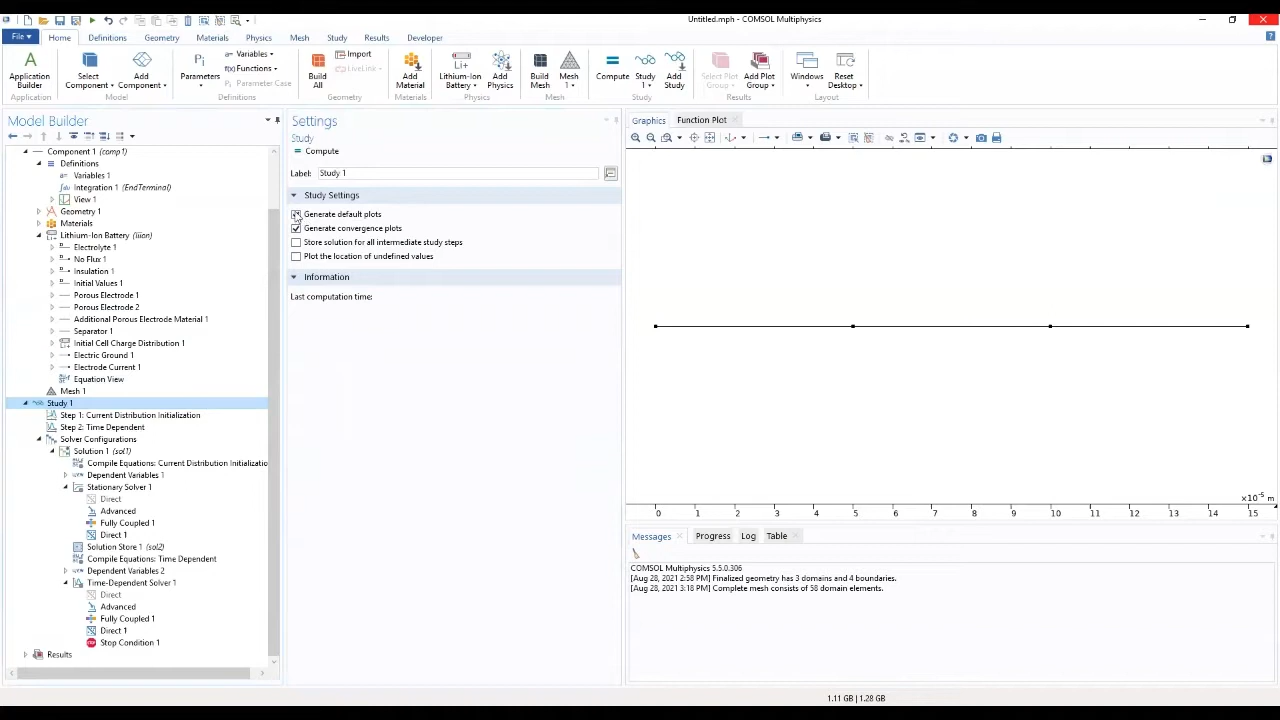 Untitled.mph - COMSOL Multiphysics
File Home Definitions Geometry Materials Physics Mesh Study Results Developer
Application Builder
Application
Select Component
Add Component
Model
Parameters
Variables
Functions
Parameter Case
Definitions
Build All
Import
LiveLink
Geometry
Add Material
Materials
Lithium-Ion Battery
Add Physics
Physics
Build Mesh
Mesh 1
Mesh
Compute
Study 1
Add Study
Study
Select Plot Group
Add Plot Group
Results
Windows
Reset Desktop
Layout
Model Builder
Component 1 (comp1)
Definitions
a= Variables 1
Integration 1 (EndTerminal)
View 1
Geometry 1
Materials
Lithium-Ion Battery (liion)
Electrolyte 1
No Flux 1
Insulation 1
Initial Values 1
Porous Electrode 1
Porous Electrode 2
Additional Porous Electrode Material 1
Separator 1
Initial Cell Charge Distribution 1
Electric Ground 1
Electrode Current 1
Equation View
Mesh 1
Study 1
Step 1: Current Distribution Initialization
Step 2: Time Dependent
Solver Configurations
Solution 1 (sol1)
Compile Equations: Current Distribution Initializatio
Dependent Variables 1
Stationary Solver 1
Direct
Advanced
Fully Coupled 1
Direct 1
Solution Store 1 (sol2)
Compile Equations: Time Dependent
Dependent Variables 2
Time-Dependent Solver 1
Direct
Advanced
Fully Coupled 1
Direct 1
Stop Condition 1
Results
Settings
Study
= Compute
Label: Study 1
Study Settings
Generate default plots
Generate convergence plots
Store solution for all intermediate study steps
Plot the location of undefined values
Information
Last computation time:
Graphics Function Plot
×10⁻⁵ m
0 1 2 3 4 5 6 7 8 9 10 11 12 13 14 15
Messages Progress Log Table
COMSOL Multiphysics 5.5.0.306
[Aug 28, 2021 2:58 PM] Finalized geometry has 3 domains and 4 boundaries.
[Aug 28, 2021 3:18 PM] Complete mesh consists of 58 domain elements.
1.11 GB | 1.28 GB